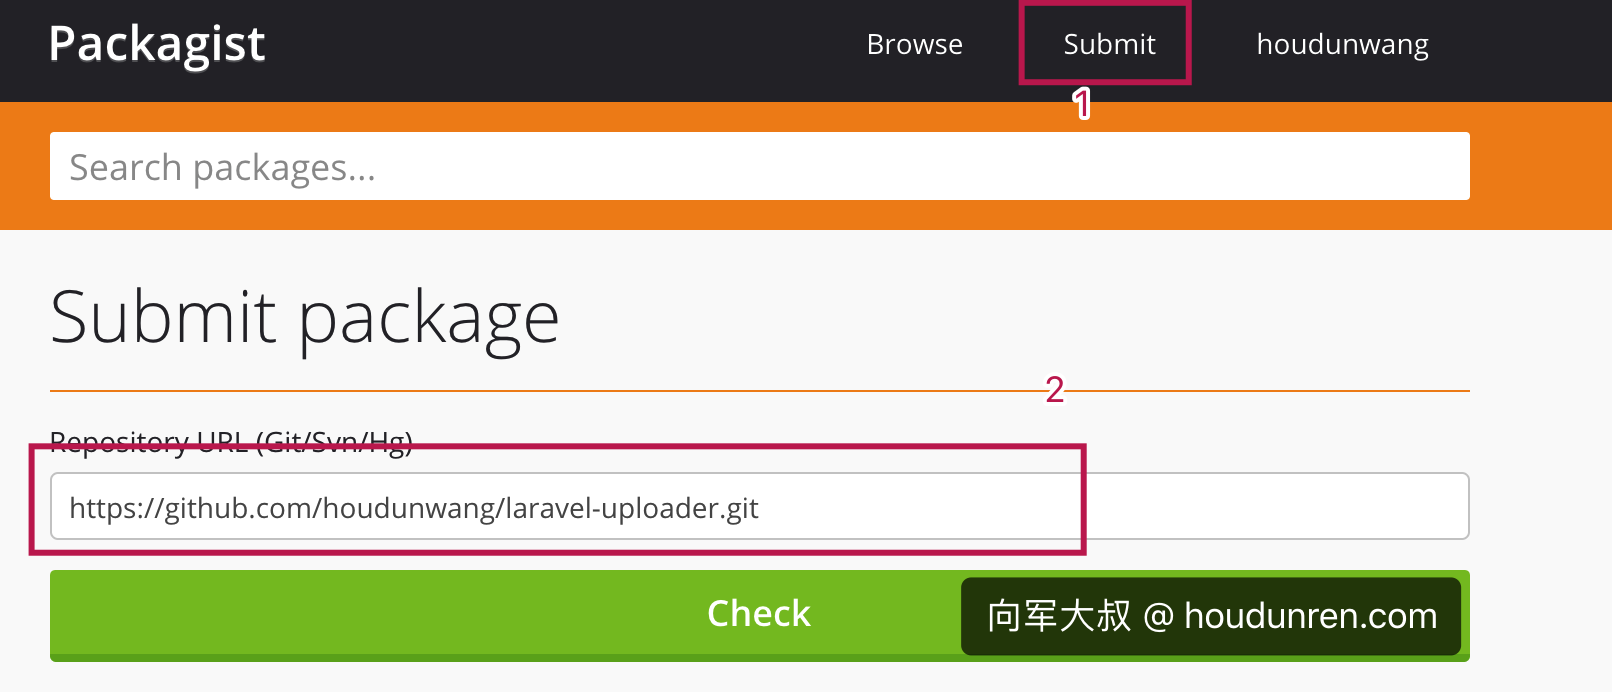 Packagist Browse Submit houdunwang
1
Search packages...
Submit package
2
Repository URL (Git/Svn/Hg)
https://github.com/houdunwang/laravel-uploader.git
Check
向军大叔 @ houdunren.com